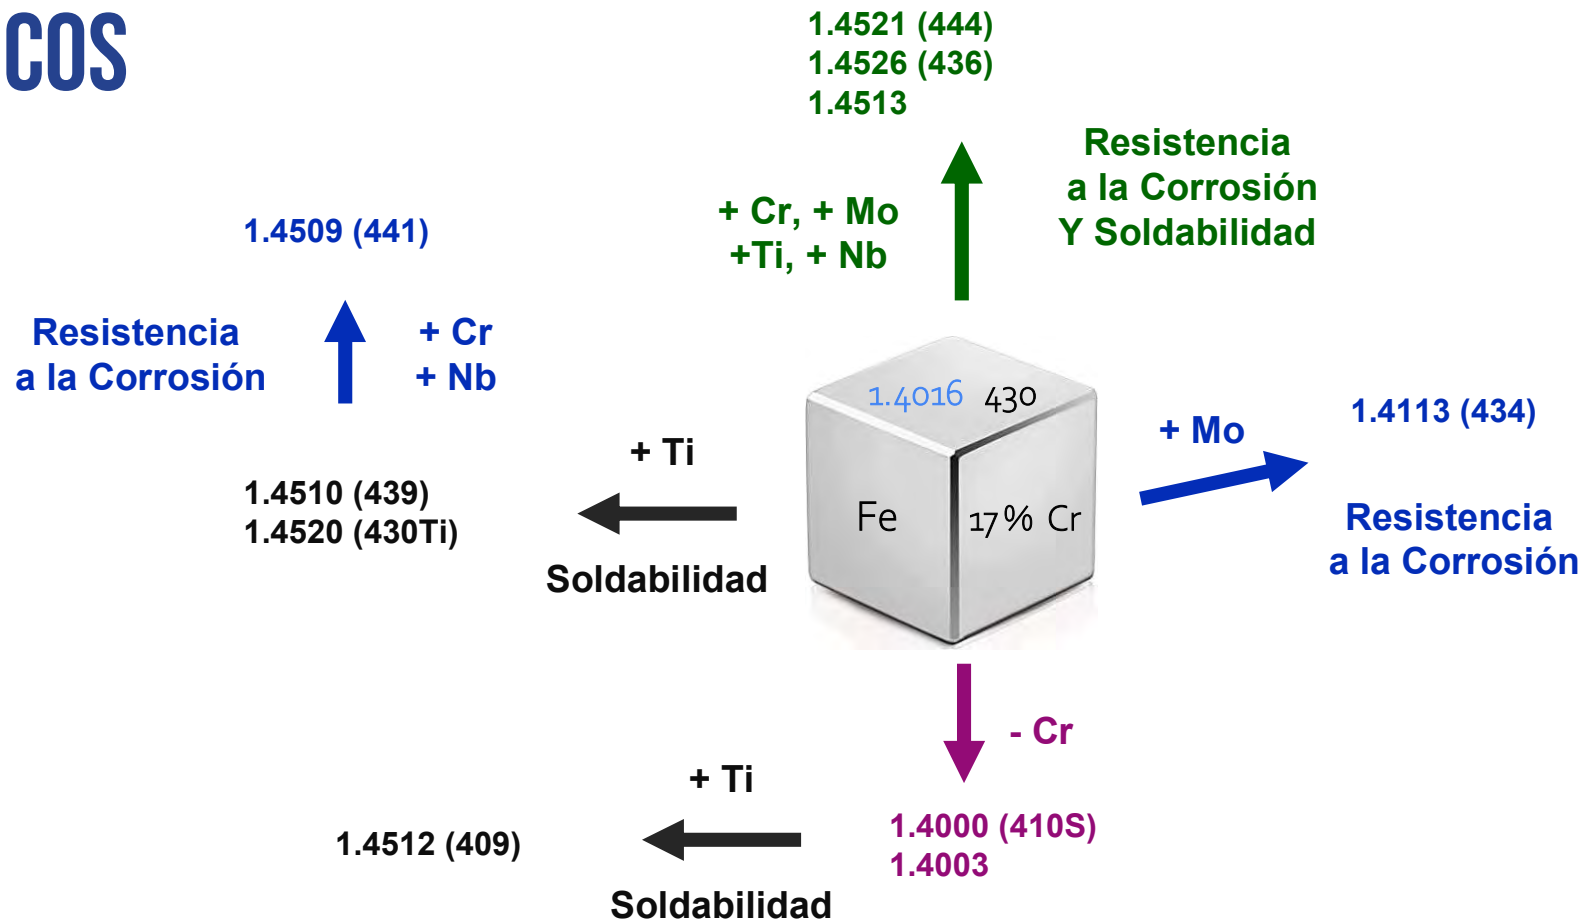 COS
1.4521 (444)
1.4526 (436)
1.4513
Resistencia
a la Corrosión
Y Soldabilidad
+ Cr, + Mo
+Ti, + Nb
1.4509 (441)
Resistencia
a la Corrosión
+ Cr
+ Nb
1.4016 430
Fe
17% Cr
+ Mo
1.4113 (434)
Resistencia
a la Corrosión
+ Ti
1.4510 (439)
1.4520 (430Ti)
Soldabilidad
- Cr
1.4000 (410S)
1.4003
+ Ti
1.4512 (409)
Soldabilidad